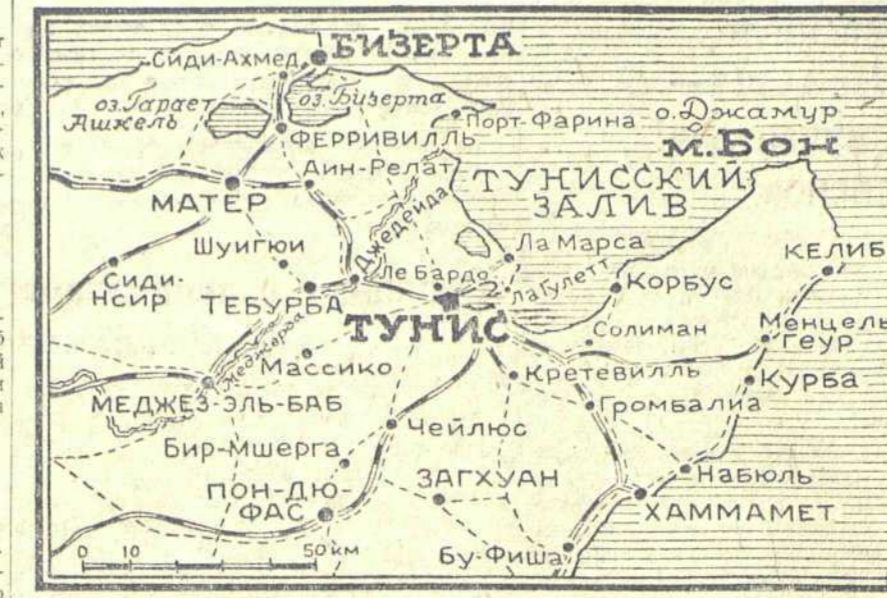 БИЗЕРТА
Сиди-Ахмед
оз. Гарает
Ашкель
оз. Бизерта
Порт-Фарина
о. Джамур
м. Бон
ФЕРРИВИЛЛЬ
Аин-Релат
ТУНИССКИЙ
ЗАЛИВ
МАТЕР
Джедейда
Шуигюи
Ла Марса
КЕЛИБ
СИДИ-
НСИР
Ле Бардо
Ла Гулетт
Корбус
ТЕБУРБА
ТУНИС
Солиман
Менцель
Геур
Меджерда
Массико
Кретевилль
Курба
МЕДЖЕЗ-ЭЛЬ-БАБ
Громбалиа
Чейлюс
Бир-Мшерга
ЗАГХУАН
Набюль
ПОН-ДЮ-
ФАС
ХАММАМЕТ
Бу-Фиша
0 10 50 км